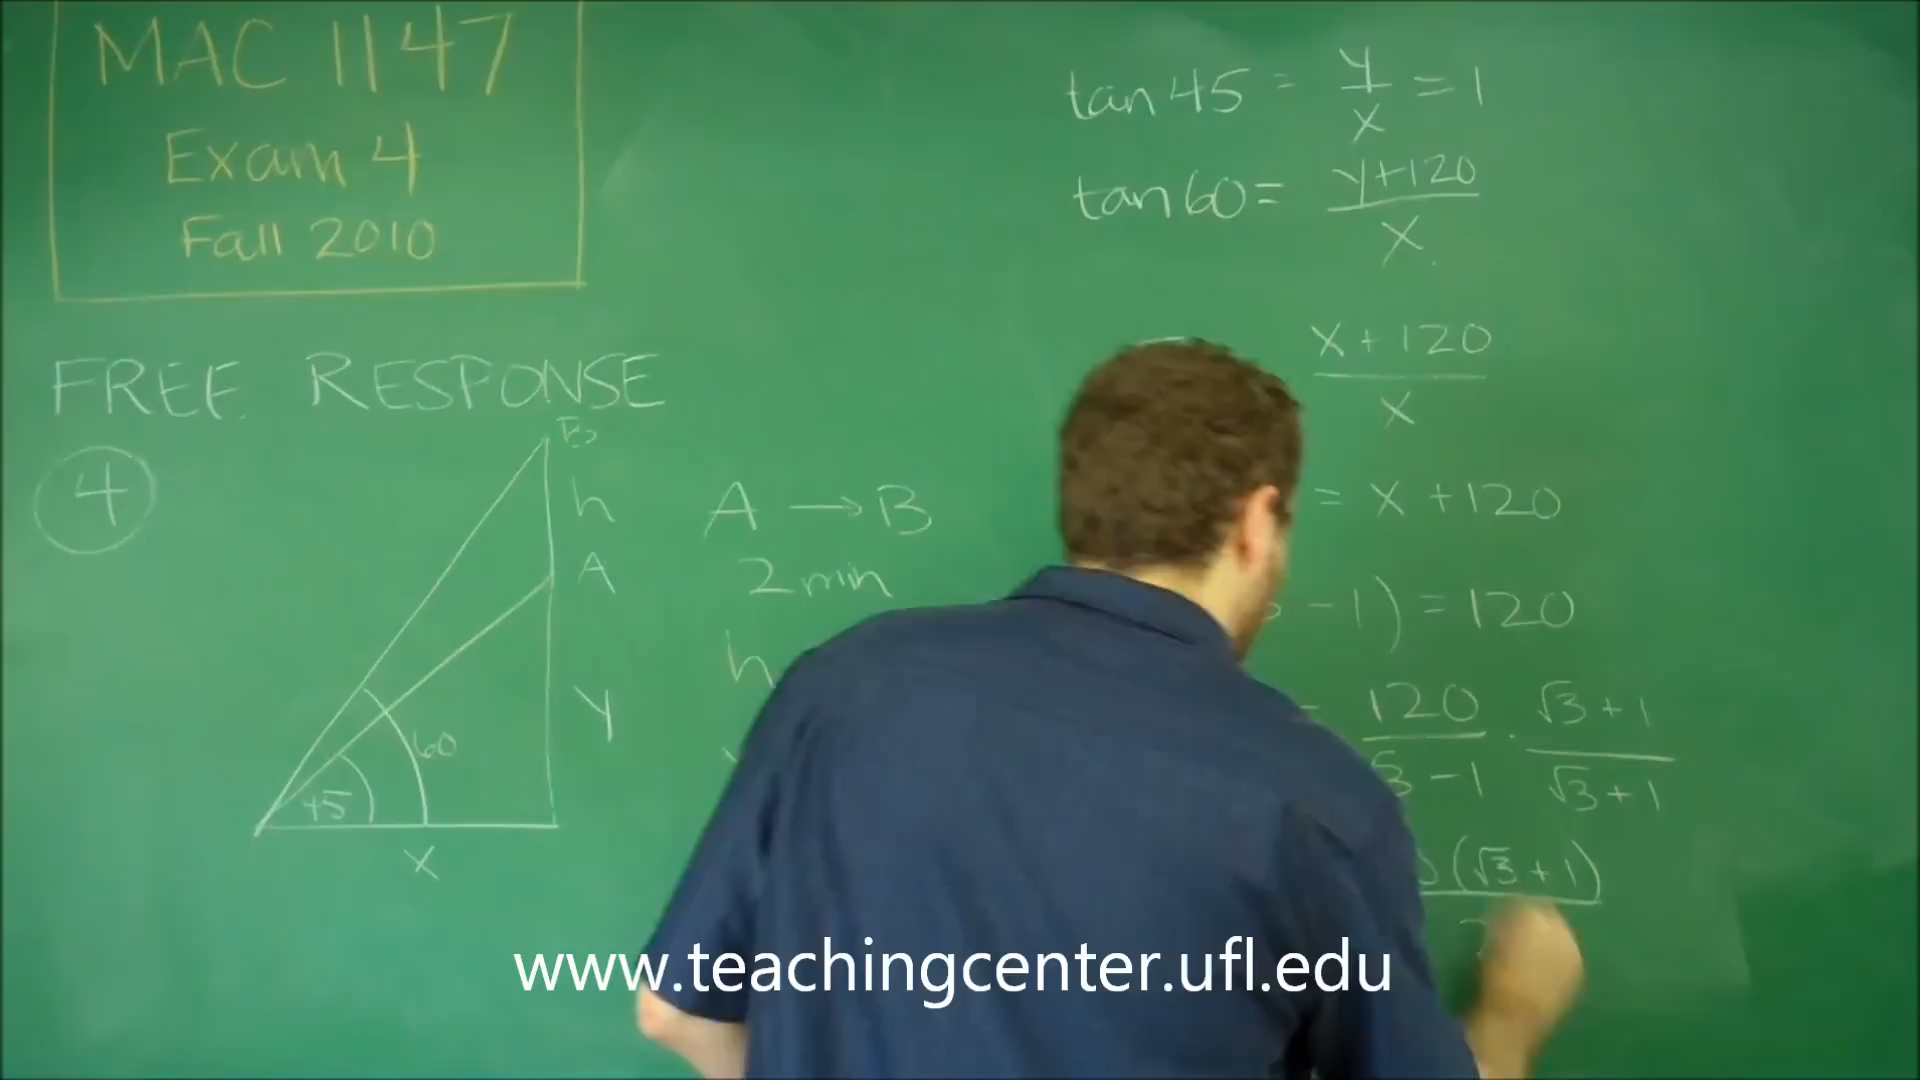 MAC 1147
Exam 4
Fall 2010
FREE RESPONSE
4
B
h
A
y
60
45
x
A → B
2 min
h
tan 45 = y/x = 1
tan 60 = y+120/x
x+120/x
= x +120
-1) = 120
120/3 -1 · √3 +1/√3 +1
(√3 + 1)
www.teachingcenter.ufl.edu